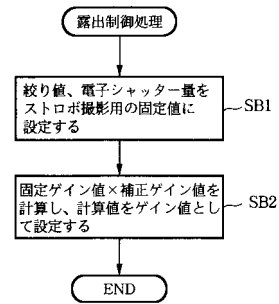 露出制御処理
絞り値、電子シャッター量を
ストロボ撮影用の固定値に
設定する
SB1
固定ゲイン値×補正ゲイン値を
計算し、計算値をゲイン値とし
て設定する
SB2
END